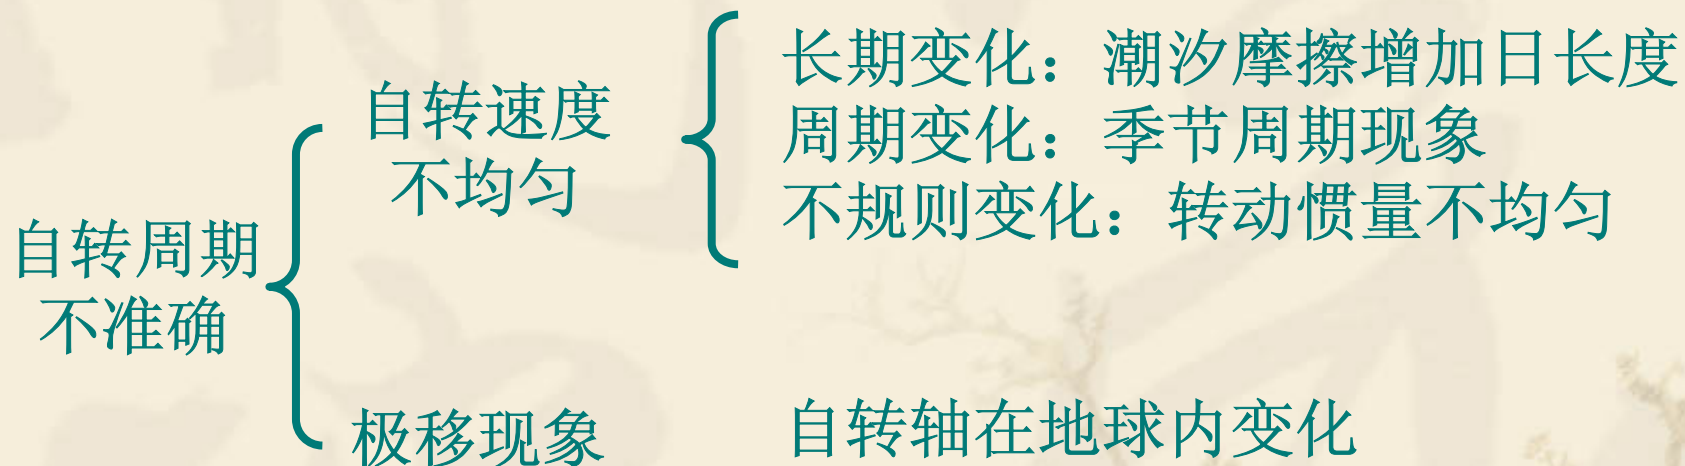 自转周期
不准确
自转速度
不均匀
长期变化：潮汐摩擦增加日长度
周期变化：季节周期现象
不规则变化：转动惯量不均匀
极移现象
自转轴在地球内变化